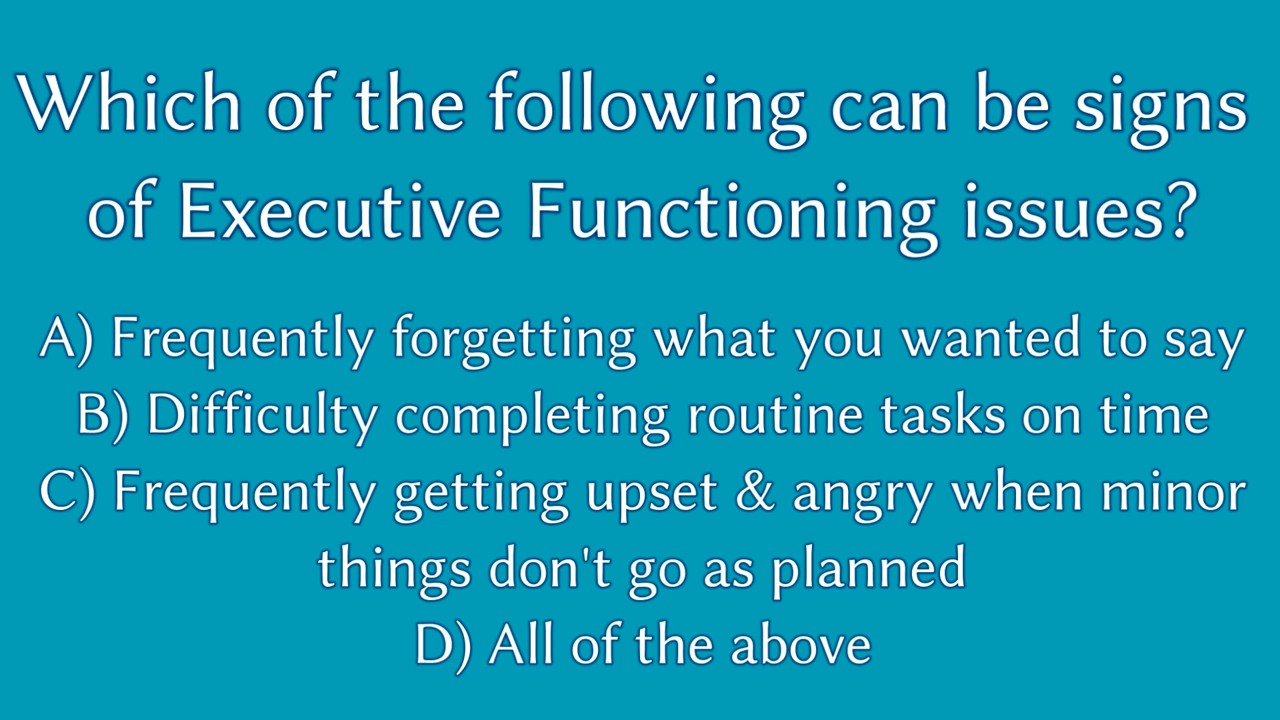 Which of the following can be signs
of Executive Functioning issues?
A) Frequently forgetting what you wanted to say
B) Difficulty completing routine tasks on time
C) Frequently getting upset & angry when minor
things don't go as planned
D) All of the above